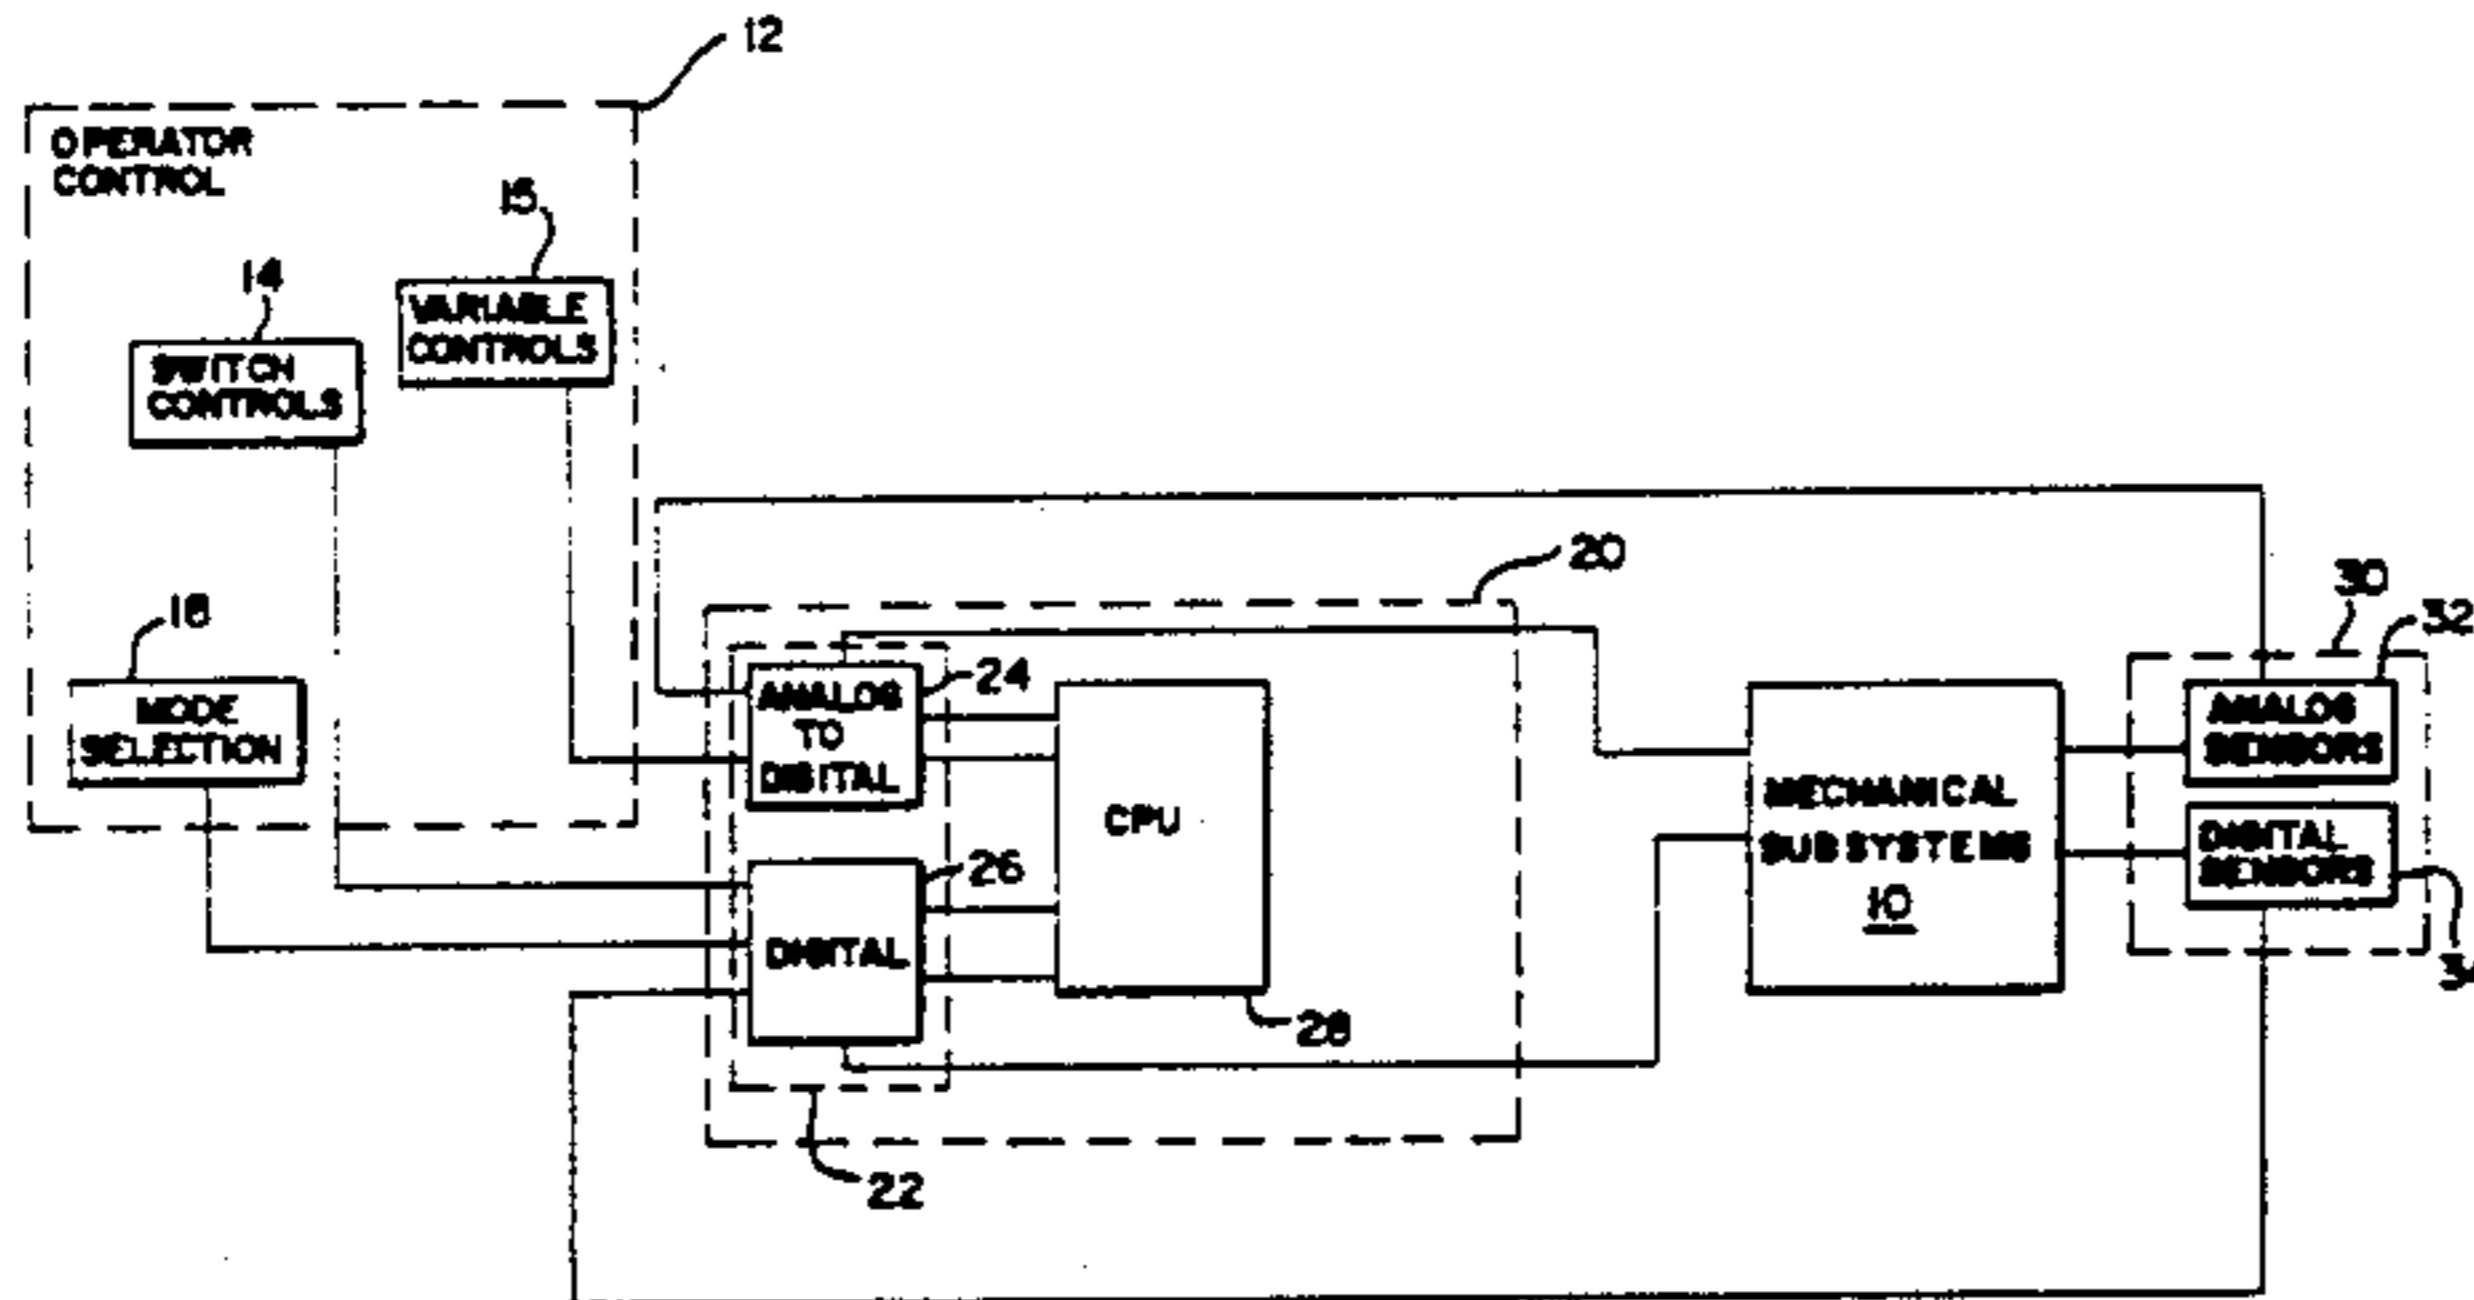 12
OPERATOR
CONTROL
15
14
VARIABLE
CONTROLS
SWITCH
CONTROLS
20
30
32
16
24
MODE
SELECTION
ANALOG
TO
DIGITAL
ANALOG
SENSORS
CPU
MECHANICAL
SUBSYSTEMS
10
DIGITAL
SENSORS
26
DIGITAL
34
28
22